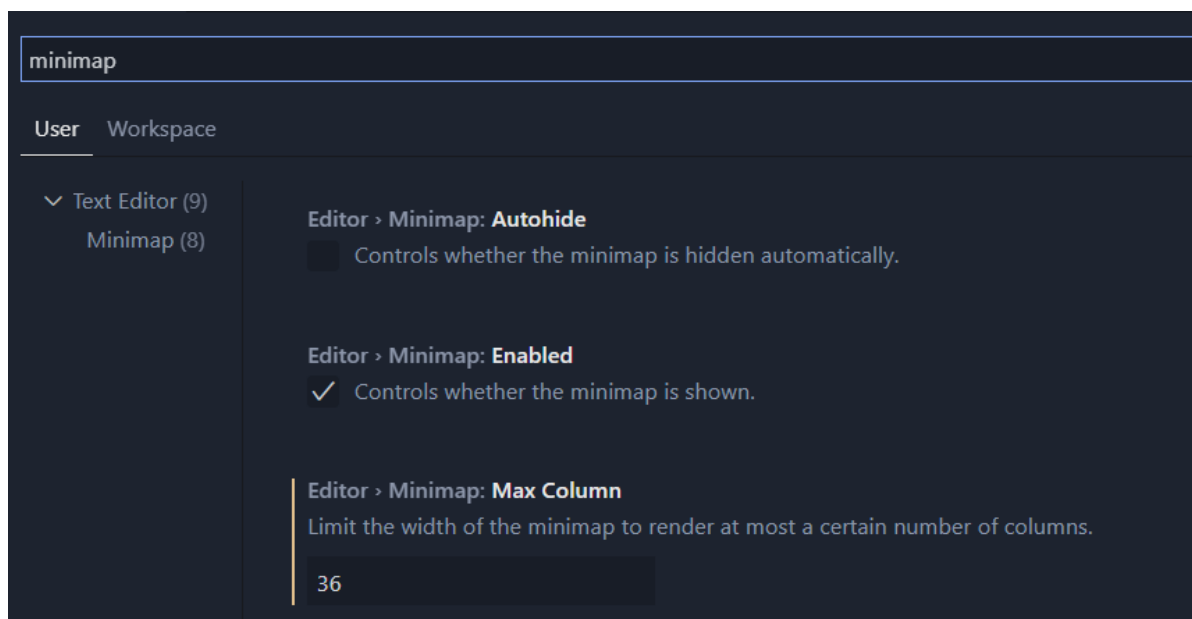 minimap
User Workspace
Text Editor (9)
Minimap (8)
Editor › Minimap: Autohide
Controls whether the minimap is hidden automatically.
Editor › Minimap: Enabled
Controls whether the minimap is shown.
Editor › Minimap: Max Column
Limit the width of the minimap to render at most a certain number of columns.
36